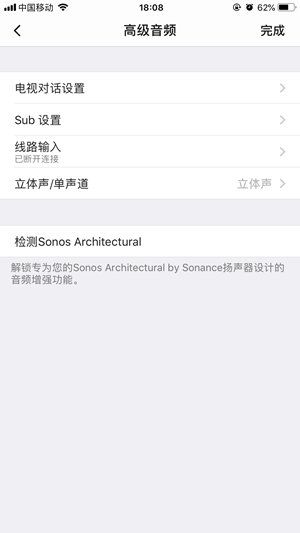 中国移动 18:08 62%
高级音频 完成
电视对话设置
Sub 设置
线路输入
已断开连接
立体声/单声道 立体声
检测Sonos Architectural
解锁专为您的Sonos Architectural by Sonance扬声器设计的
音频增强功能。